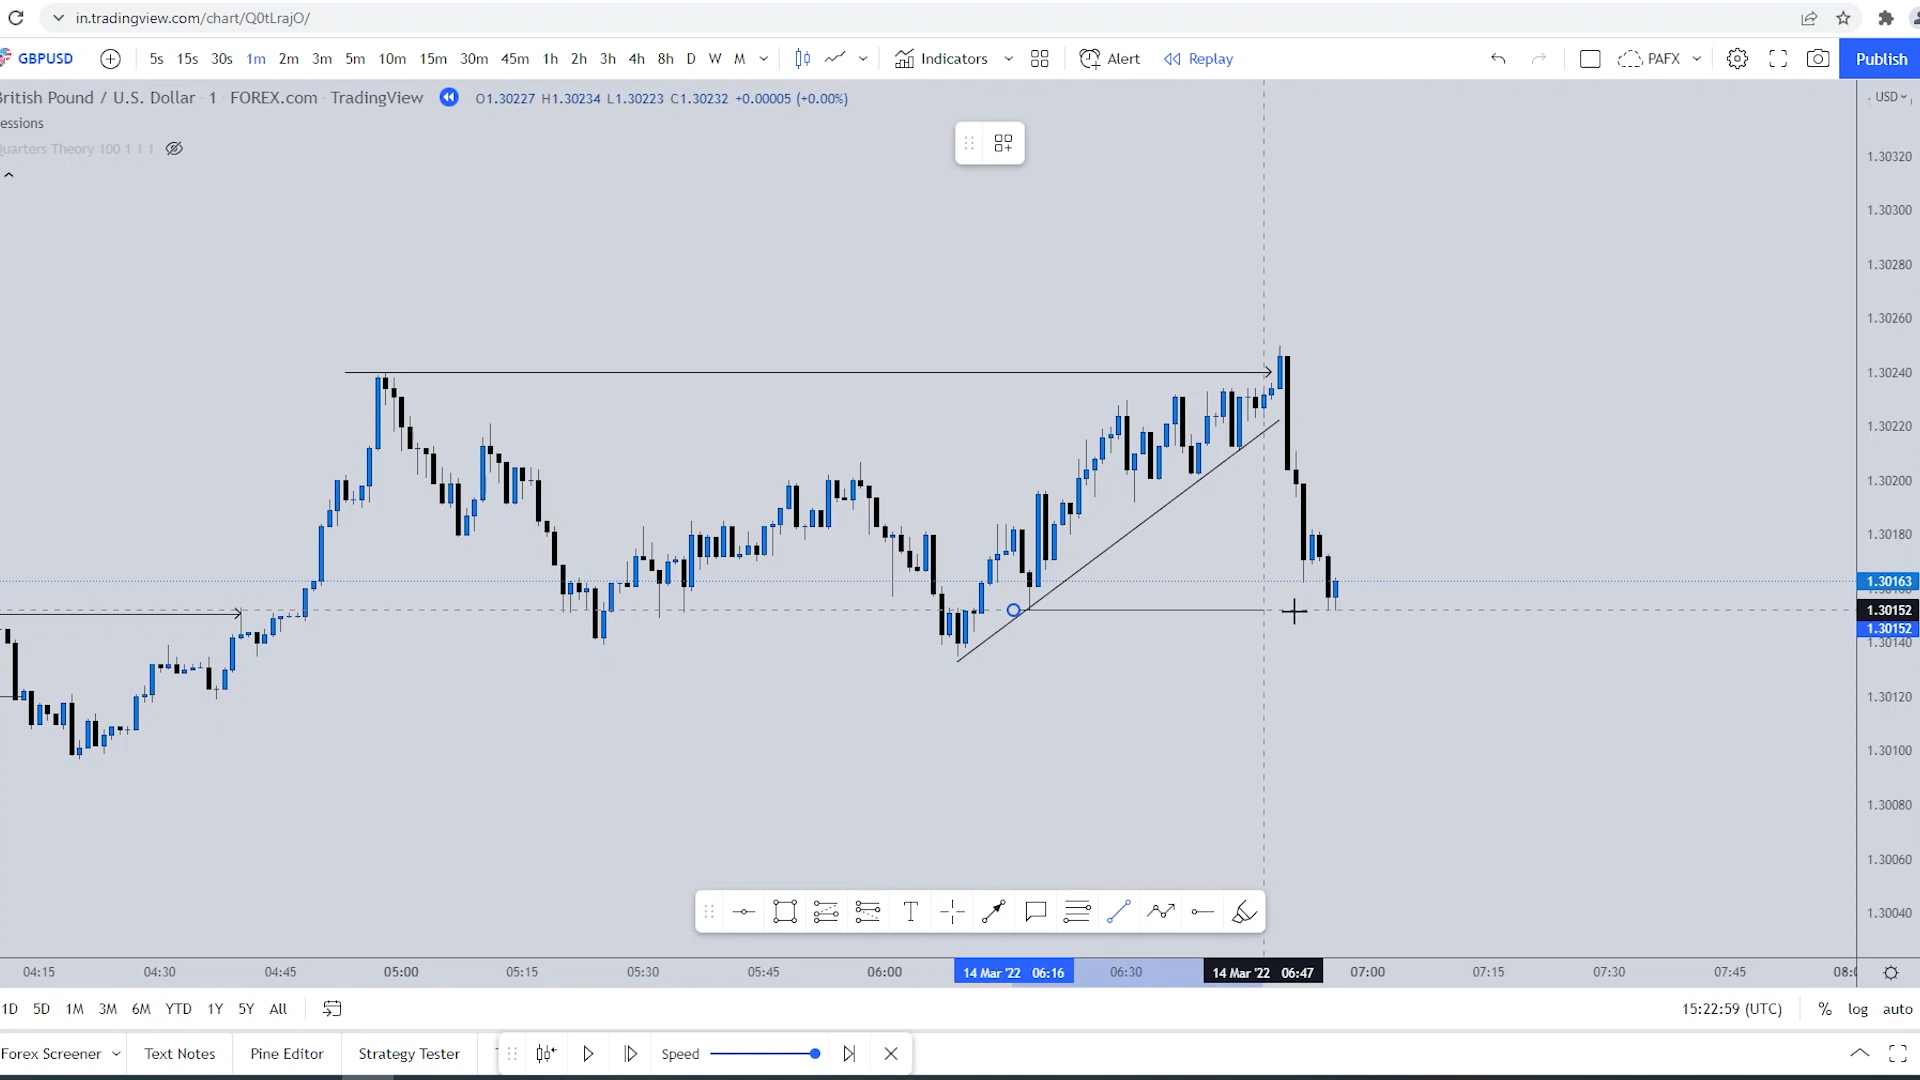 in.tradingview.com/chart/Q0tLrajO/
GBPUSD 5s 15s 30s 1m 2m 3m 5m 10m 15m 30m 45m 1h 2h 3h 4h 8h D W M Indicators Alert Replay PAFX Publish
British Pound / U.S. Dollar · 1 · FOREX.com · TradingView O1.30227 H1.30234 L1.30223 C1.30232 +0.00005 (+0.00%) USD
essions
Quarters Theory 100 1 1 1
1.30320
1.30300
1.30280
1.30260
1.30240
1.30220
1.30200
1.30180
1.30163
1.30152
1.30152
1.30140
1.30120
1.30100
1.30080
1.30060
1.30040
04:15 04:30 04:45 05:00 05:15 05:30 05:45 06:00 14 Mar '22 06:16 06:30 14 Mar '22 06:47 07:00 07:15 07:30 07:45
1D 5D 1M 3M 6M YTD 1Y 5Y All 15:22:59 (UTC) % log auto
Forex Screener Text Notes Pine Editor Strategy Tester Speed